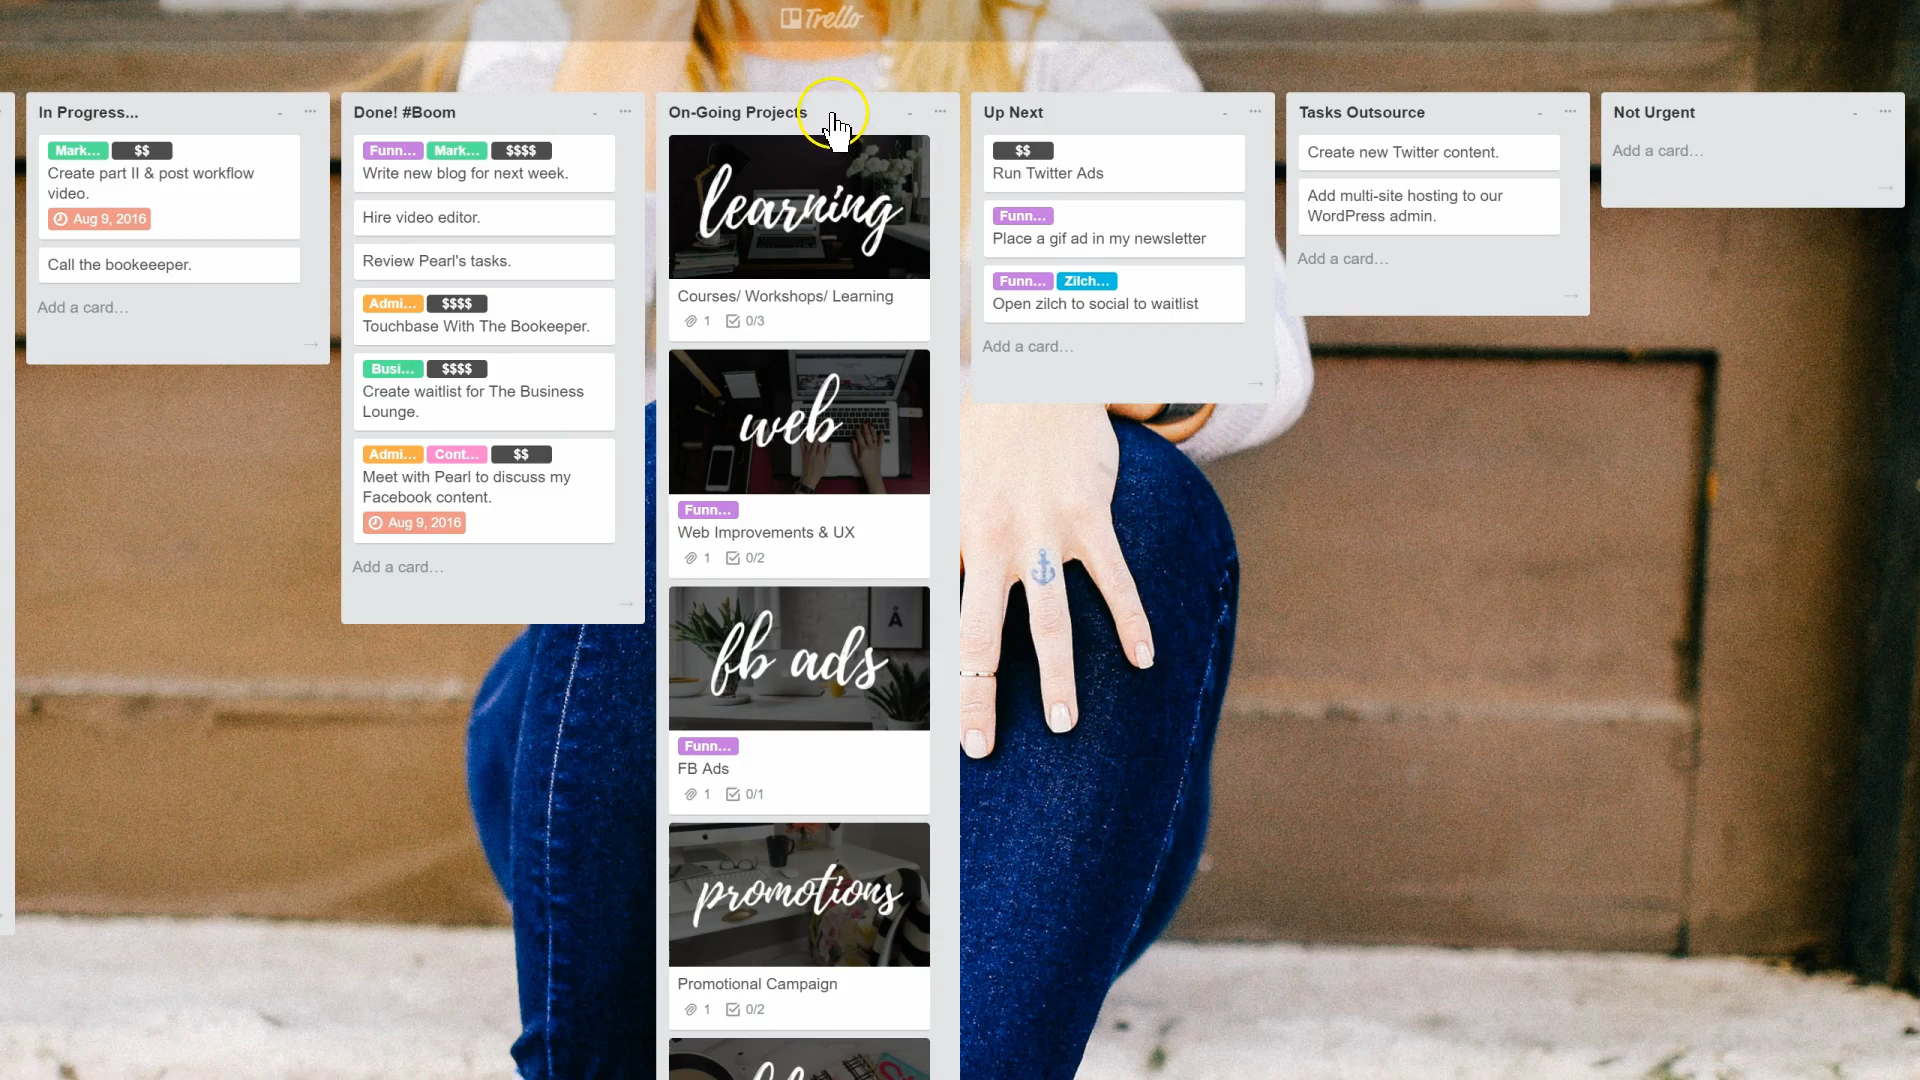 Trello
In Progress...
Mark... $$
Create part II & post workflow
video.
Aug 9, 2016
Call the bookeeeper.
Add a card…
Done! #Boom
Funn... Mark... $$$$
Write new blog for next week.
Hire video editor.
Review Pearl's tasks.
Admi... $$$$
Touchbase With The Bookeeper.
Busi... $$$$
Create waitlist for The Business
Lounge.
Admi... Cont... $$
Meet with Pearl to discuss my
Facebook content.
Aug 9, 2016
Add a card…
On-Going Projects
learning
Courses/ Workshops/ Learning
1 0/3
web
Funn...
Web Improvements & UX
1 0/2
fb ads
Funn...
FB Ads
1 0/1
promotions
Promotional Campaign
1 0/2
Up Next
$$
Run Twitter Ads
Funn...
Place a gif ad in my newsletter
Funn... Zilch...
Open zilch to social to waitlist
Add a card…
Tasks Outsource
Create new Twitter content.
Add multi-site hosting to our
WordPress admin.
Add a card…
Not Urgent
Add a card…